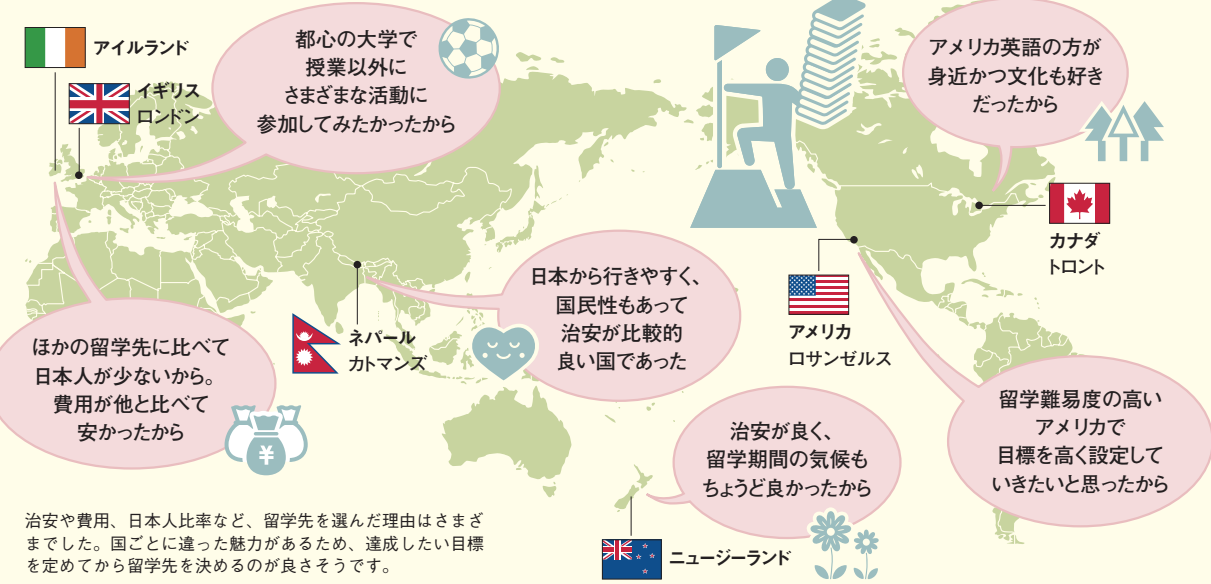 アイルランド
イギリス
ロンドン
都心の大学で
授業以外に
さまざまな活動に
参加してみたかったから
アメリカ英語の方が
身近かつ文化も好き
だったから
カナダ
トロント
日本から行きやすく、
国民性もあって
治安が比較的
良い国であった
ネパール
カトマンズ
アメリカ
ロサンゼルス
ほかの留学先に比べて
日本人が少ないから。
費用が他と比べて
安かったから
¥
治安が良く、
留学期間の気候も
ちょうど良かったから
留学難易度の高い
アメリカで
目標を高く設定して
いきたいと思ったから
ニュージーランド
治安や費用、日本人比率など、留学先を選んだ理由はさまざ
までした。国ごとに違った魅力があるため、達成したい目標
を定めてから留学先を決めるのが良さそうです。